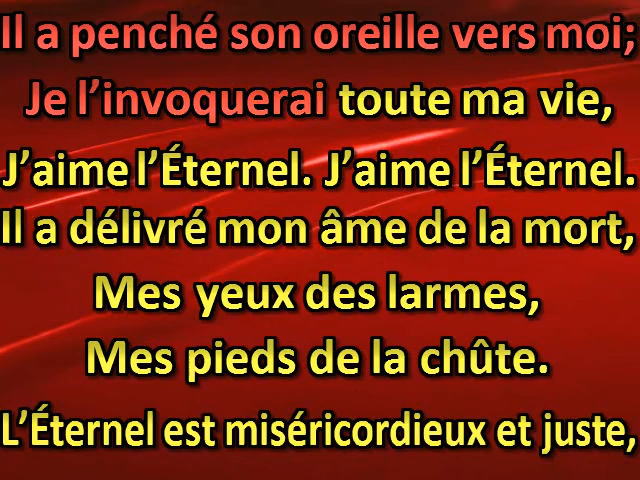 Il a penché son oreille vers moi;
Je l’invoquerai toute ma vie,
J’aime l’Éternel. J’aime l’Éternel.
Il a délivré mon âme de la mort,
Mes yeux des larmes,
Mes pieds de la chûte.
L’Éternel est miséricordieux et juste,